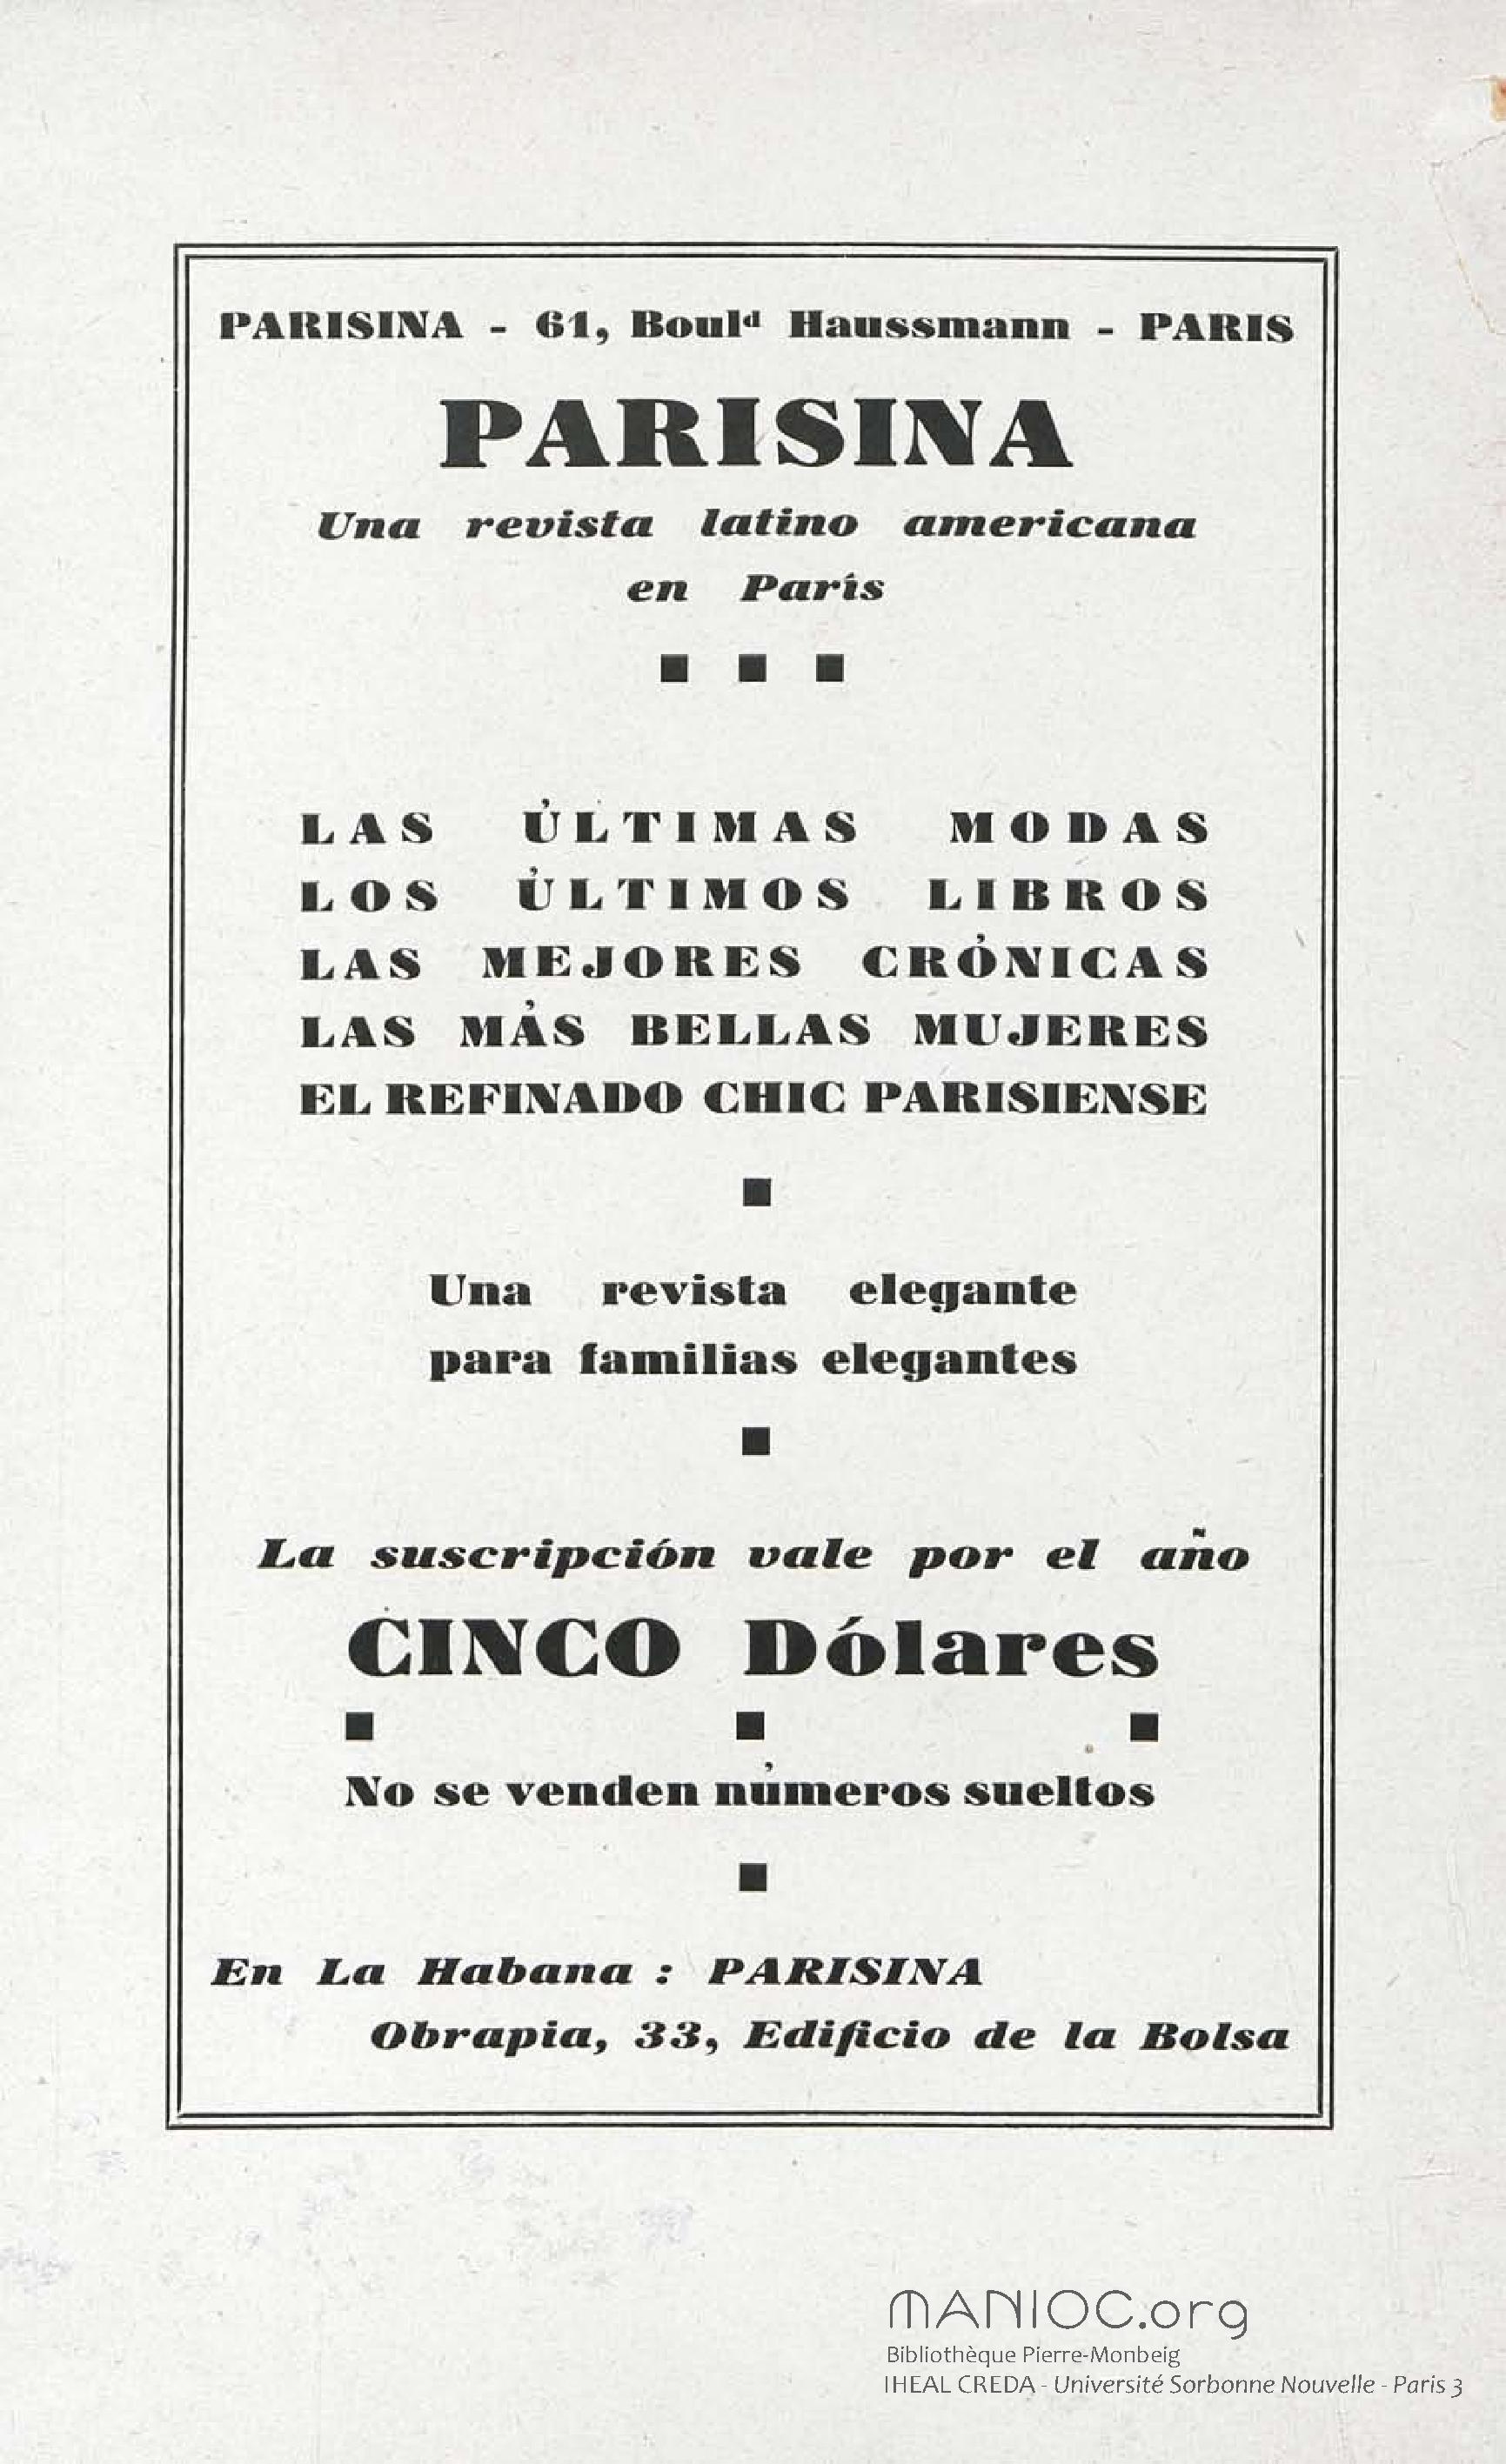 PARISINA - 61, Bould Haussmann - PARIS
PARISINA
Una revista latino americana
en París
LAS ÚLTIMAS MODAS
LOS ÚLTIMOS LIBROS
LAS MEJORES CRÓNICAS
LAS MÁS BELLAS MUJERES
EL REFINADO CHIC PARISIENSE
Una revista elegante
para familias elegantes
La suscripción vale por el año
CINCO Dólares
No se venden números sueltos
En La Habana : PARISINA
Obrapia, 33, Edificio de la Bolsa
MANIOC.org
Bibliothèque Pierre-Monbeig
IHEAL CREDA - Université Sorbonne Nouvelle - Paris 3